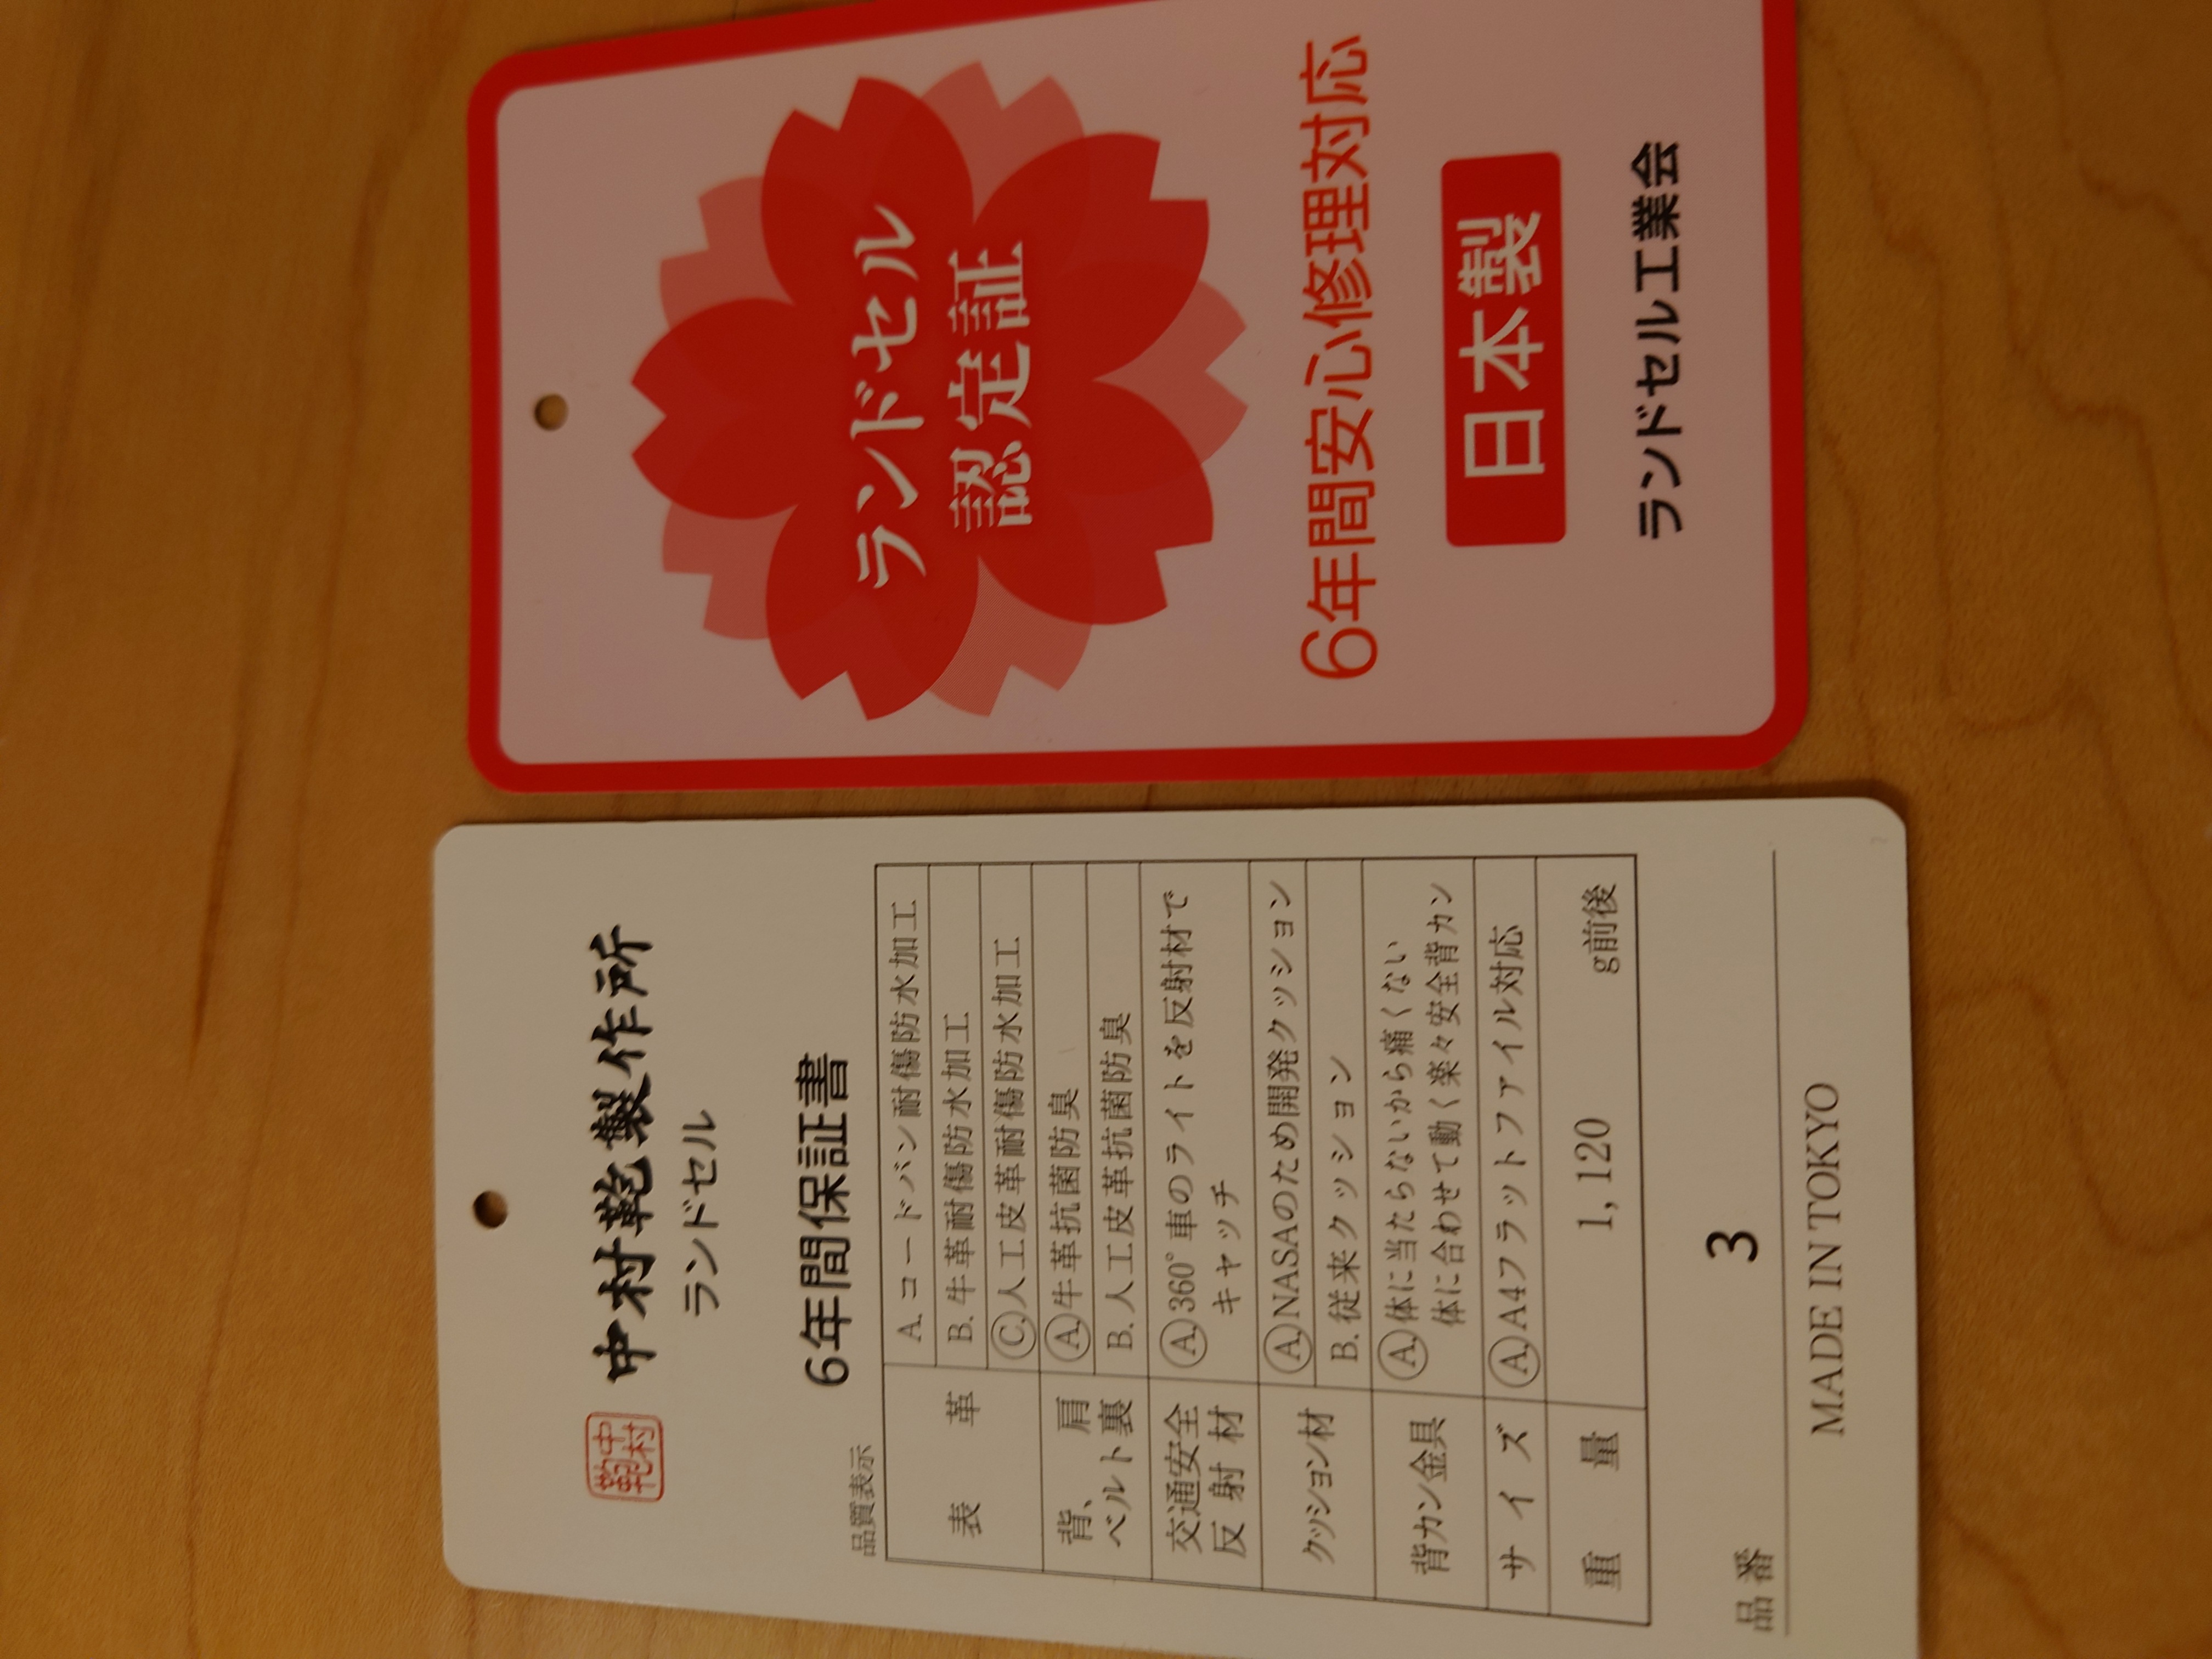 ランドセル
認定証
6年間安心修理対応
日本製
ランドセル工業会
中村鞄
中村鞄製作所
ランドセル
6年間保証書
品質表示
表革
A. コードバン耐傷防水加工
B. 牛革耐傷防水加工
C. 人工皮革耐傷防水加工
背、肩
ベルト裏
A. 牛革抗菌防臭
B. 人工皮革抗菌防臭
交通安全
反射材
A. 360°車のライトを反射材で
キャッチ
クッション材
A. NASAのため開発クッション
B. 従来クッション
背カン金具
A. 体に当たらないから痛くない
体に合わせて動く楽々安全背カン
サイズ
A. A4フラットファイル対応
重量 1,120 g前後
品番 3
MADE IN TOKYO